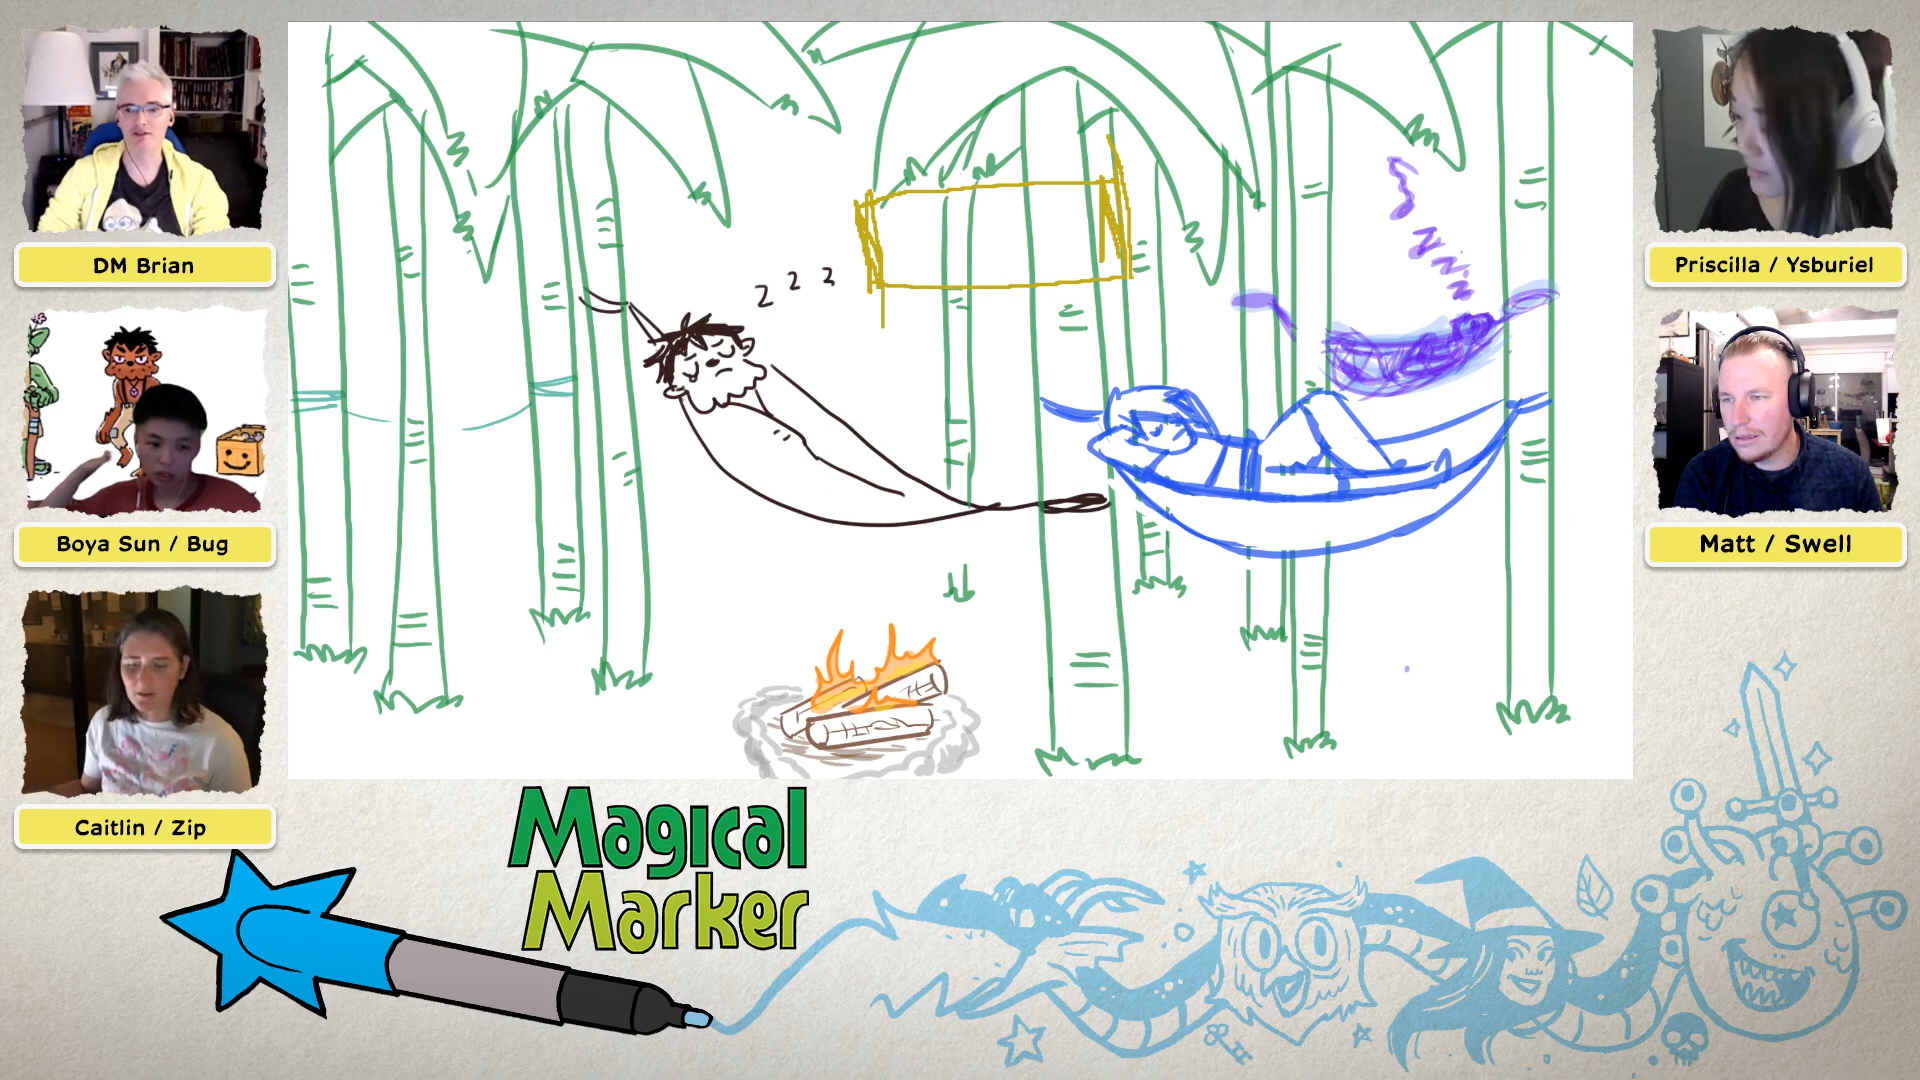 DM Brian
Boya Sun / Bug
Caitlin / Zip
z z z
z
z z z z
Priscilla / Ysburiel
Matt / Swell
Magical
Marker